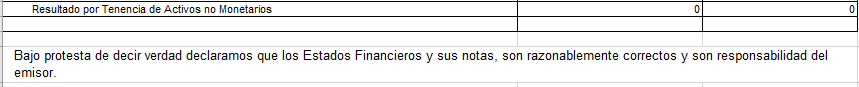 Resultado por Tenencia de Activos no Monetarios 0 0
Bajo protesta de decir verdad declaramos que los Estados Financieros y sus notas, son razonablemente correctos y son responsabilidad del
emisor.